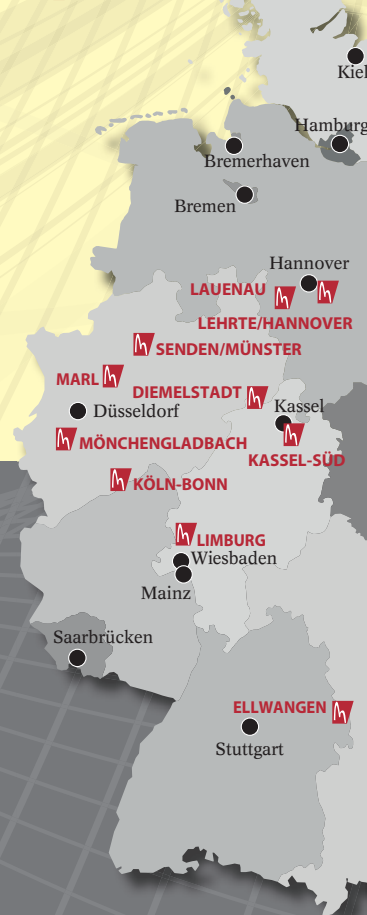 Kiel
Hamburg
Bremerhaven
Bremen
Hannover
LAUENAU
LEHRTE/HANNOVER
SENDEN/MÜNSTER
MARL
DIEMELSTADT
Düsseldorf
Kassel
MÖNCHENGLADBACH
KASSEL-SÜD
KÖLN-BONN
LIMBURG
Wiesbaden
Mainz
Saarbrücken
ELLWANGEN
Stuttgart